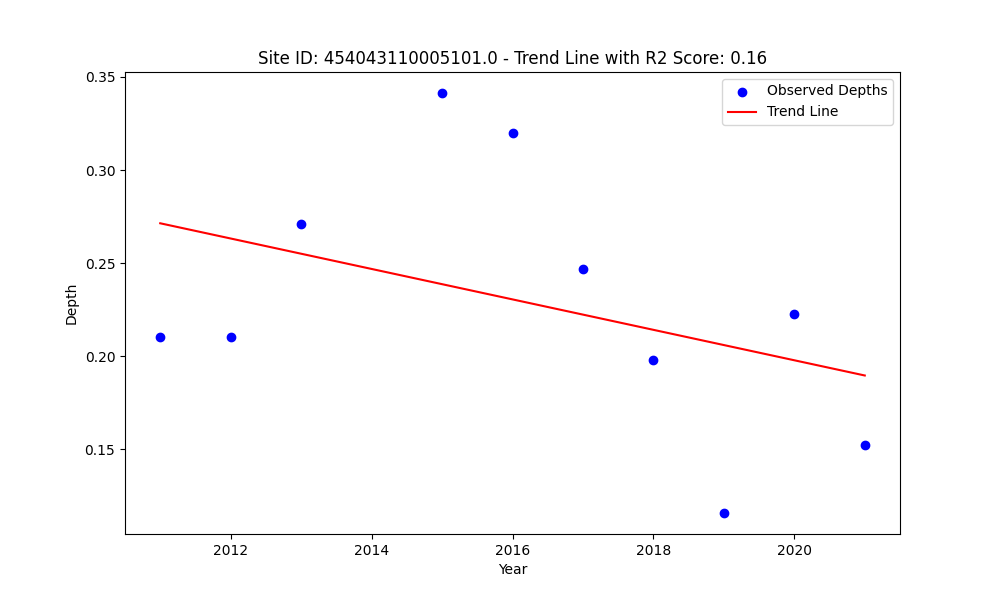 Site ID: 454043110005101.0 - Trend Line with R2 Score: 0.16
Observed Depths
Trend Line
0.35
0.30
0.25
0.20
0.15
Depth
2012
2014
2016
2018
2020
Year